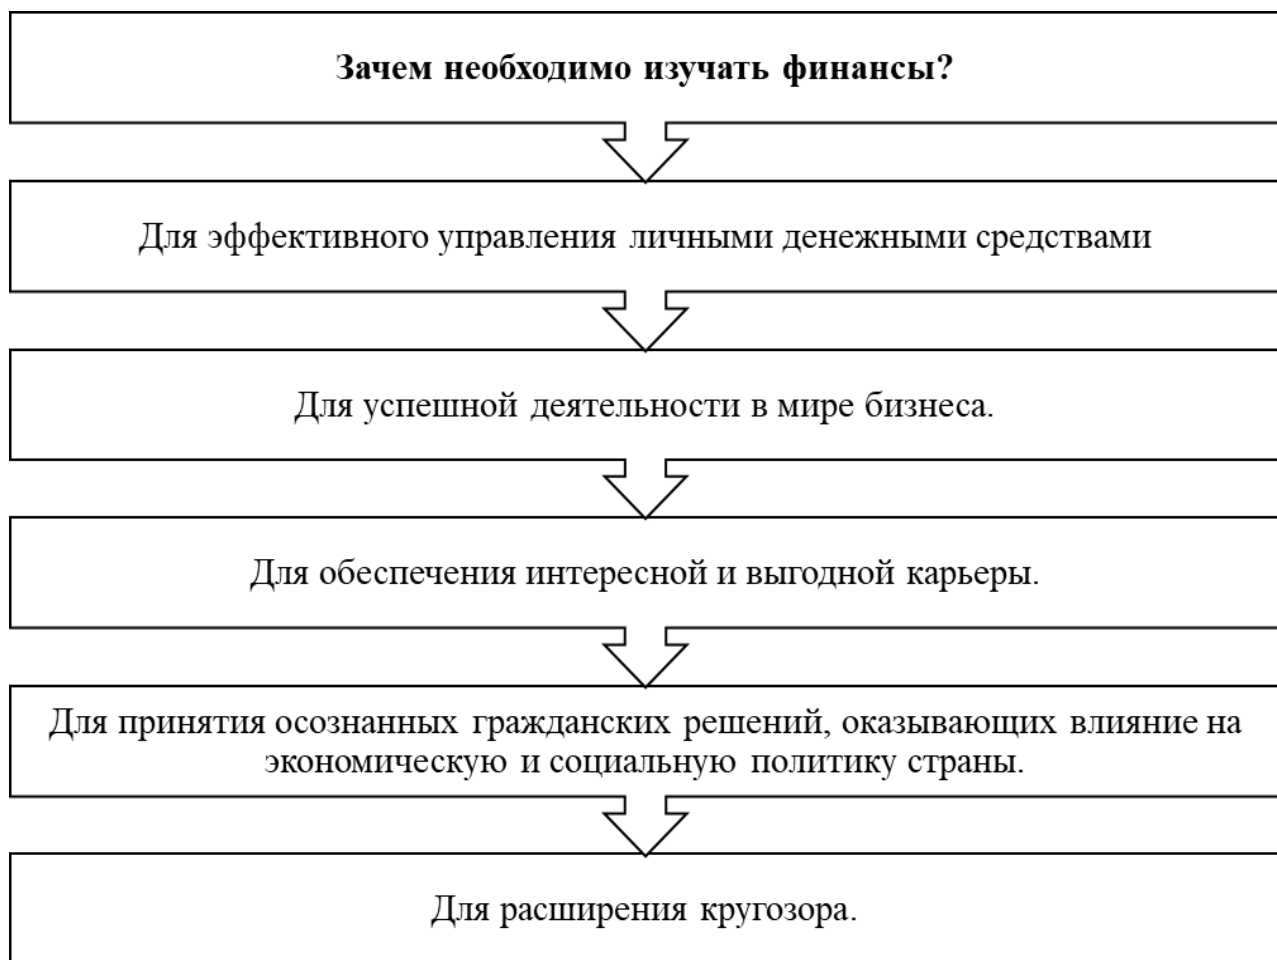 Зачем необходимо изучать финансы?
Для эффективного управления личными денежными средствами
Для успешной деятельности в мире бизнеса.
Для обеспечения интересной и выгодной карьеры.
Для принятия осознанных гражданских решений, оказывающих влияние на
экономическую и социальную политику страны.
Для расширения кругозора.